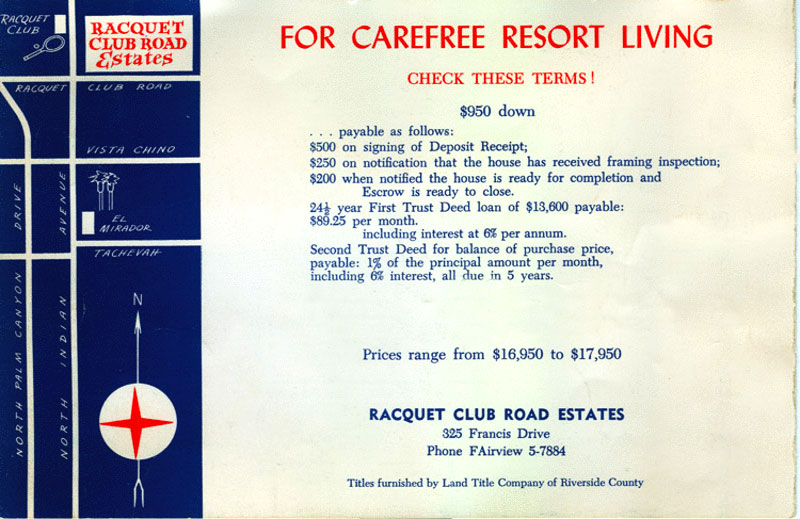 RACQUET
CLUB
RACQUET
CLUB ROAD
Estates
RACQUET CLUB ROAD
VISTA CHINO
EL
MIRADOR
TACHEVAH
NORTH PALM CANYON DRIVE
NORTH INDIAN AVENUE
N
FOR CAREFREE RESORT LIVING
CHECK THESE TERMS!
$950 down
. . . payable as follows:
$500 on signing of Deposit Receipt;
$250 on notification that the house has received framing inspection;
$200 when notified the house is ready for completion and
Escrow is ready to close.
24½ year First Trust Deed loan of $13,600 payable:
$89.25 per month.
including interest at 6% per annum.
Second Trust Deed for balance of purchase price,
payable: 1% of the principal amount per month,
including 6% interest, all due in 5 years.
Prices range from $16,950 to $17,950
RACQUET CLUB ROAD ESTATES
325 Francis Drive
Phone FAirview 5-7884
Titles furnished by Land Title Company of Riverside County